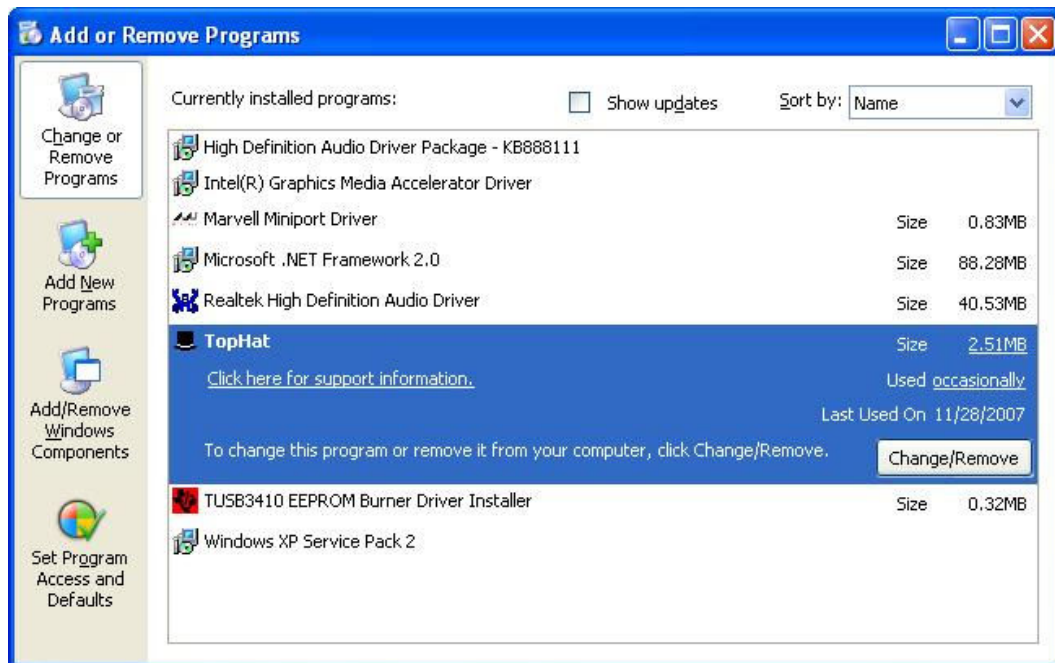 Add or Remove Programs
Change or
Remove
Programs
Add New
Programs
Add/Remove
Windows
Components
Set Program
Access and
Defaults
Currently installed programs:
Show updates
Sort by: Name
High Definition Audio Driver Package - KB888111
Intel(R) Graphics Media Accelerator Driver
Marvell Miniport Driver Size 0.83MB
Microsoft .NET Framework 2.0 Size 88.28MB
Realtek High Definition Audio Driver Size 40.53MB
TopHat Size 2.51MB
Click here for support information. Used occasionally
Last Used On 11/28/2007
To change this program or remove it from your computer, click Change/Remove. Change/Remove
TUSB3410 EEPROM Burner Driver Installer Size 0.32MB
Windows XP Service Pack 2